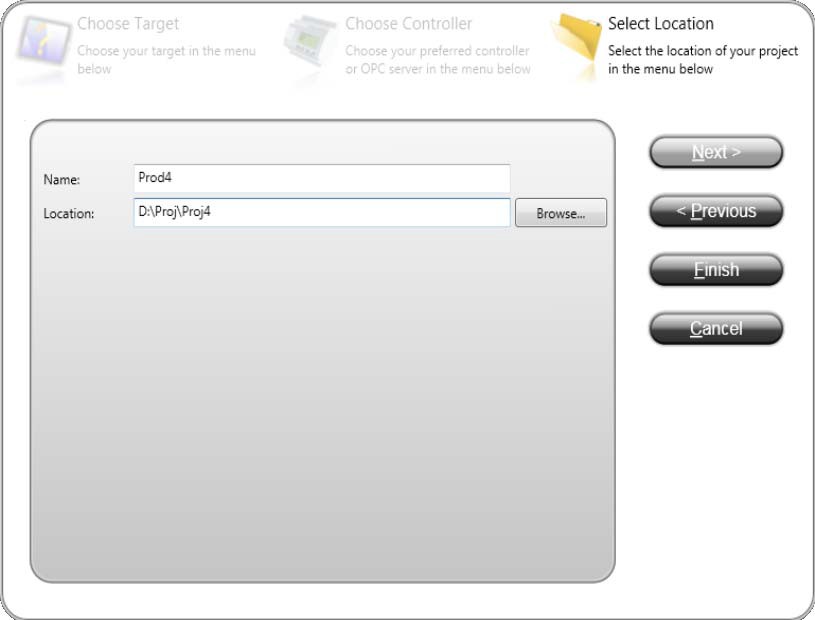 Choose Target
Choose your target in the menu
below
Choose Controller
Choose your preferred controller
or OPC server in the menu below
Select Location
Select the location of your project
in the menu below
Name:
Prod4
Location:
D:\Proj\Proj4
Browse...
Next >
< Previous
Finish
Cancel